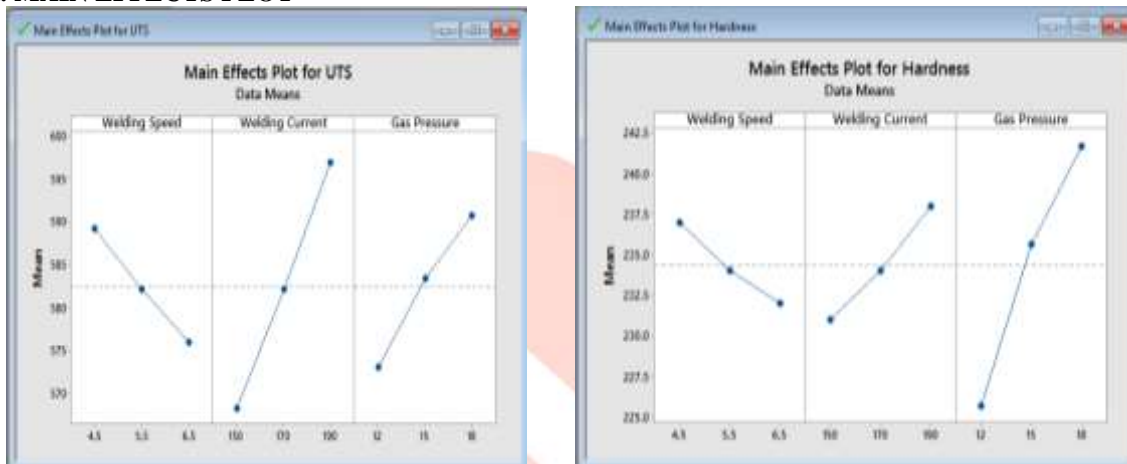 MAIN EFFECTS PLOT
Main Effects Plot for UTS
Main Effects Plot for UTS
Data Means
Welding Speed Welding Current Gas Pressure
600
595
590
585
580
575
570
Mean
4.5 5.5 6.5 150 170 190 12 15 18
Main Effects Plot for Hardness
Main Effects Plot for Hardness
Data Means
Welding Speed Welding Current Gas Pressure
242.5
240.0
237.5
235.0
232.5
230.0
227.5
225.0
Mean
4.5 5.5 6.5 150 170 190 12 15 18